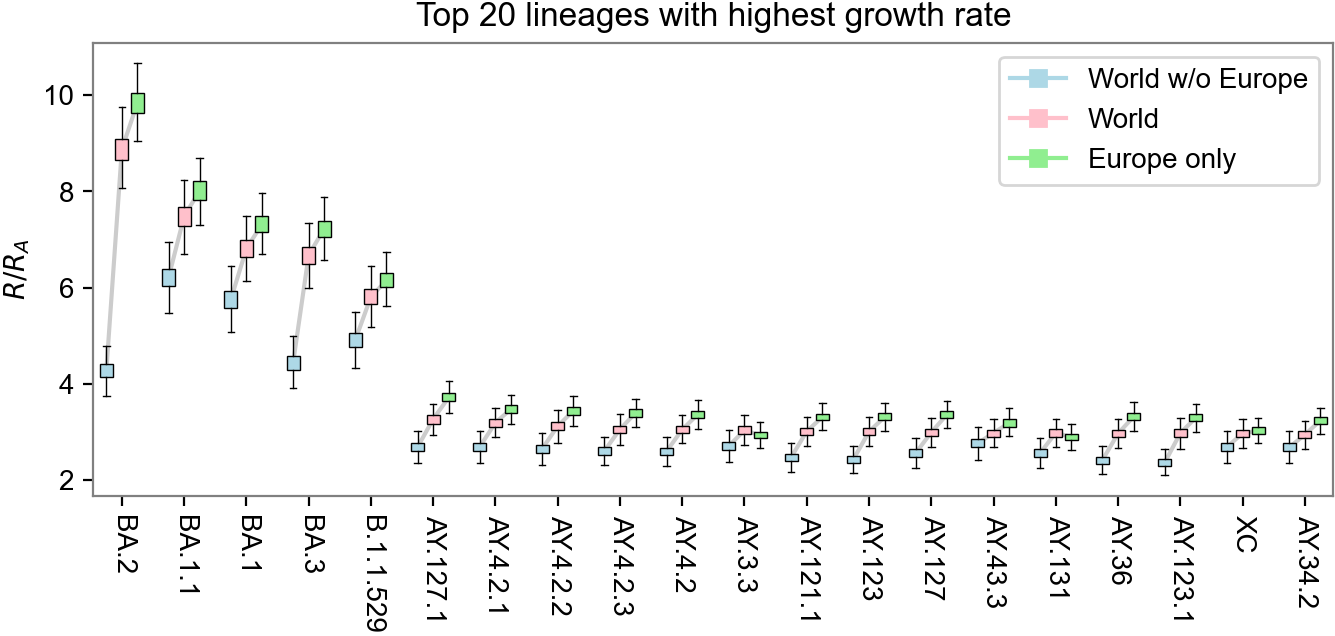 Top 20 lineages with highest growth rate
World w/o Europe
World
Europe only
R/R_A
10
8
6
4
2
BA.2
BA.1.1
BA.1
BA.3
B.1.1.529
AY.127.1
AY.4.2.1
AY.4.2.2
AY.4.2.3
AY.4.2
AY.3.3
AY.121.1
AY.123
AY.127
AY.43.3
AY.131
AY.36
AY.123.1
XC
AY.34.2